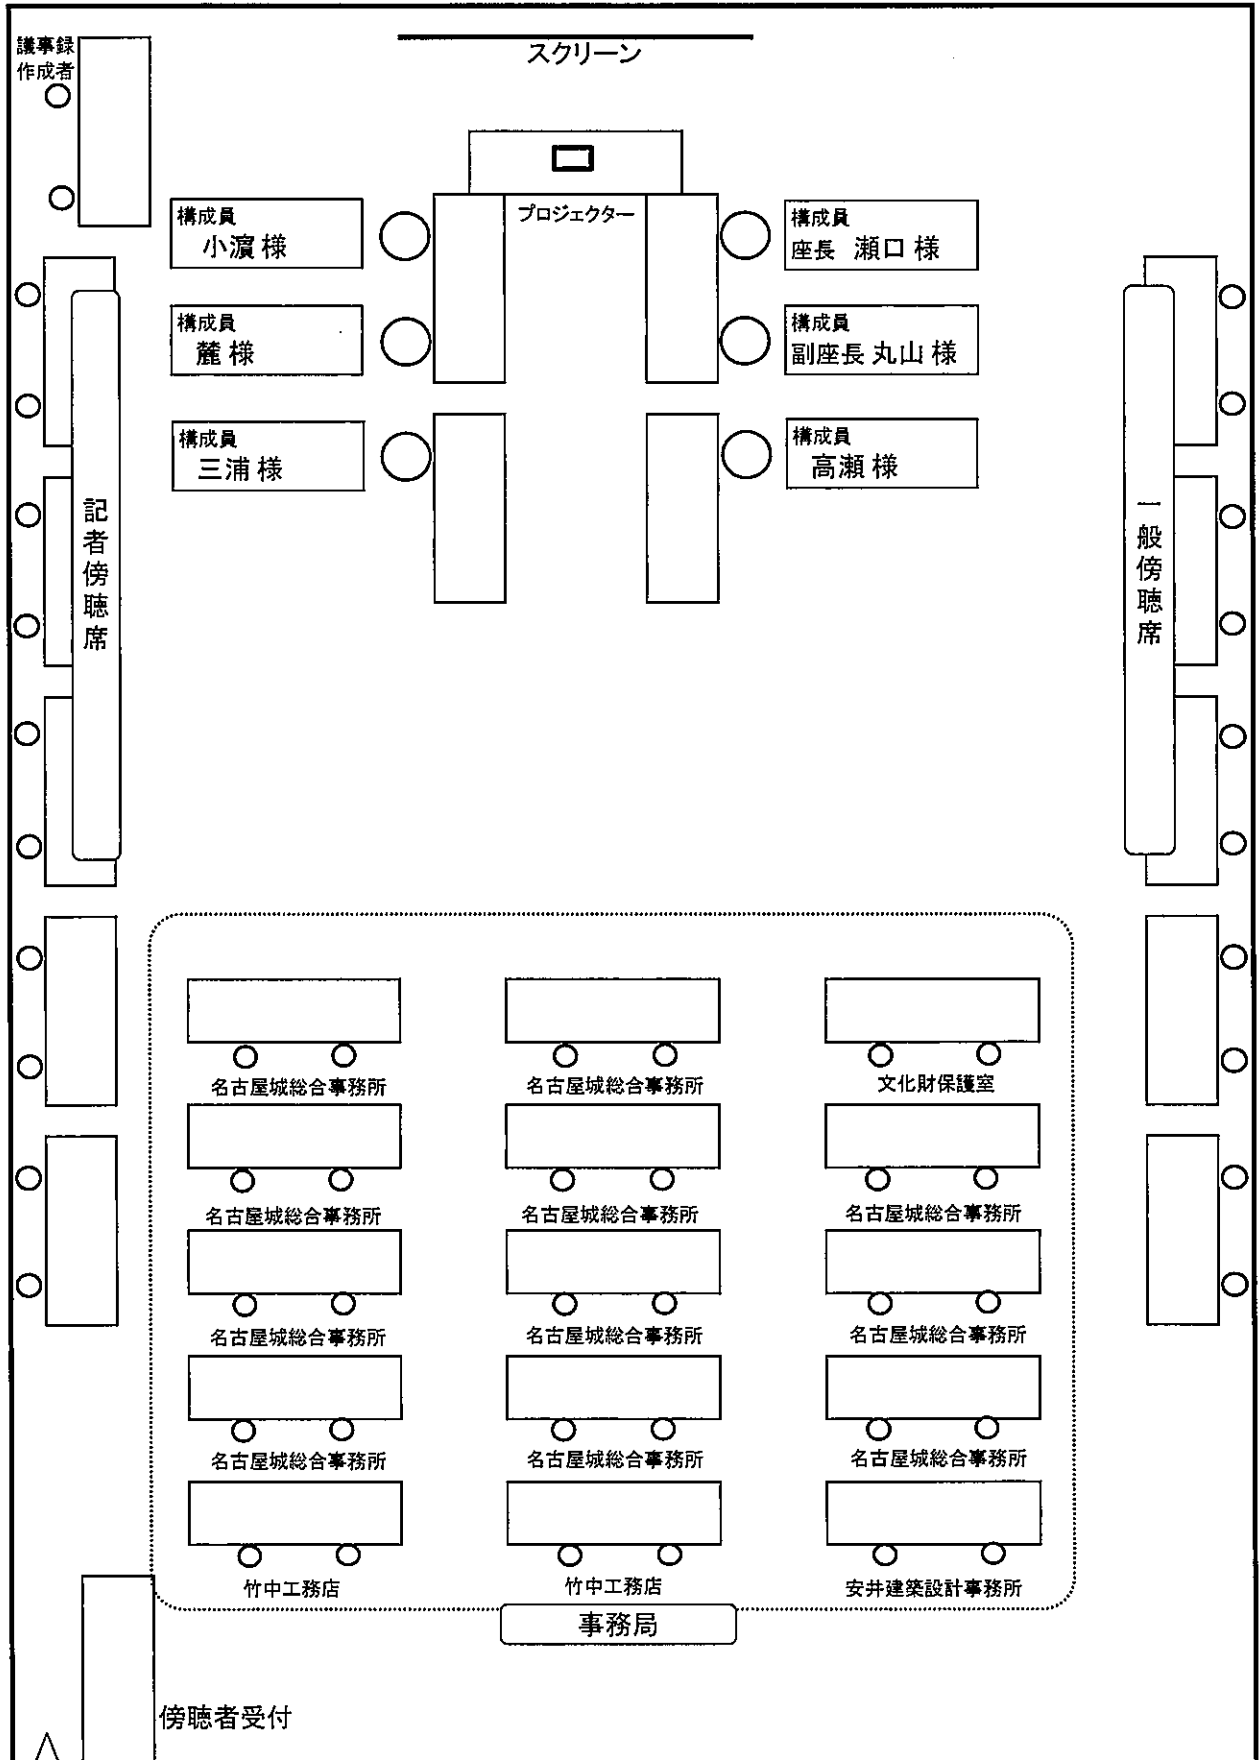 議事録
作成者
スクリーン
プロジェクター
構成員
小濵 様
構成員
座長 瀬口 様
構成員
麓 様
構成員
副座長 丸山 様
構成員
三浦 様
構成員
高瀬 様
記者傍聴席
一般傍聴席
名古屋城総合事務所
名古屋城総合事務所
文化財保護室
名古屋城総合事務所
名古屋城総合事務所
名古屋城総合事務所
名古屋城総合事務所
名古屋城総合事務所
名古屋城総合事務所
名古屋城総合事務所
名古屋城総合事務所
名古屋城総合事務所
竹中工務店
竹中工務店
安井建築設計事務所
事務局
傍聴者受付